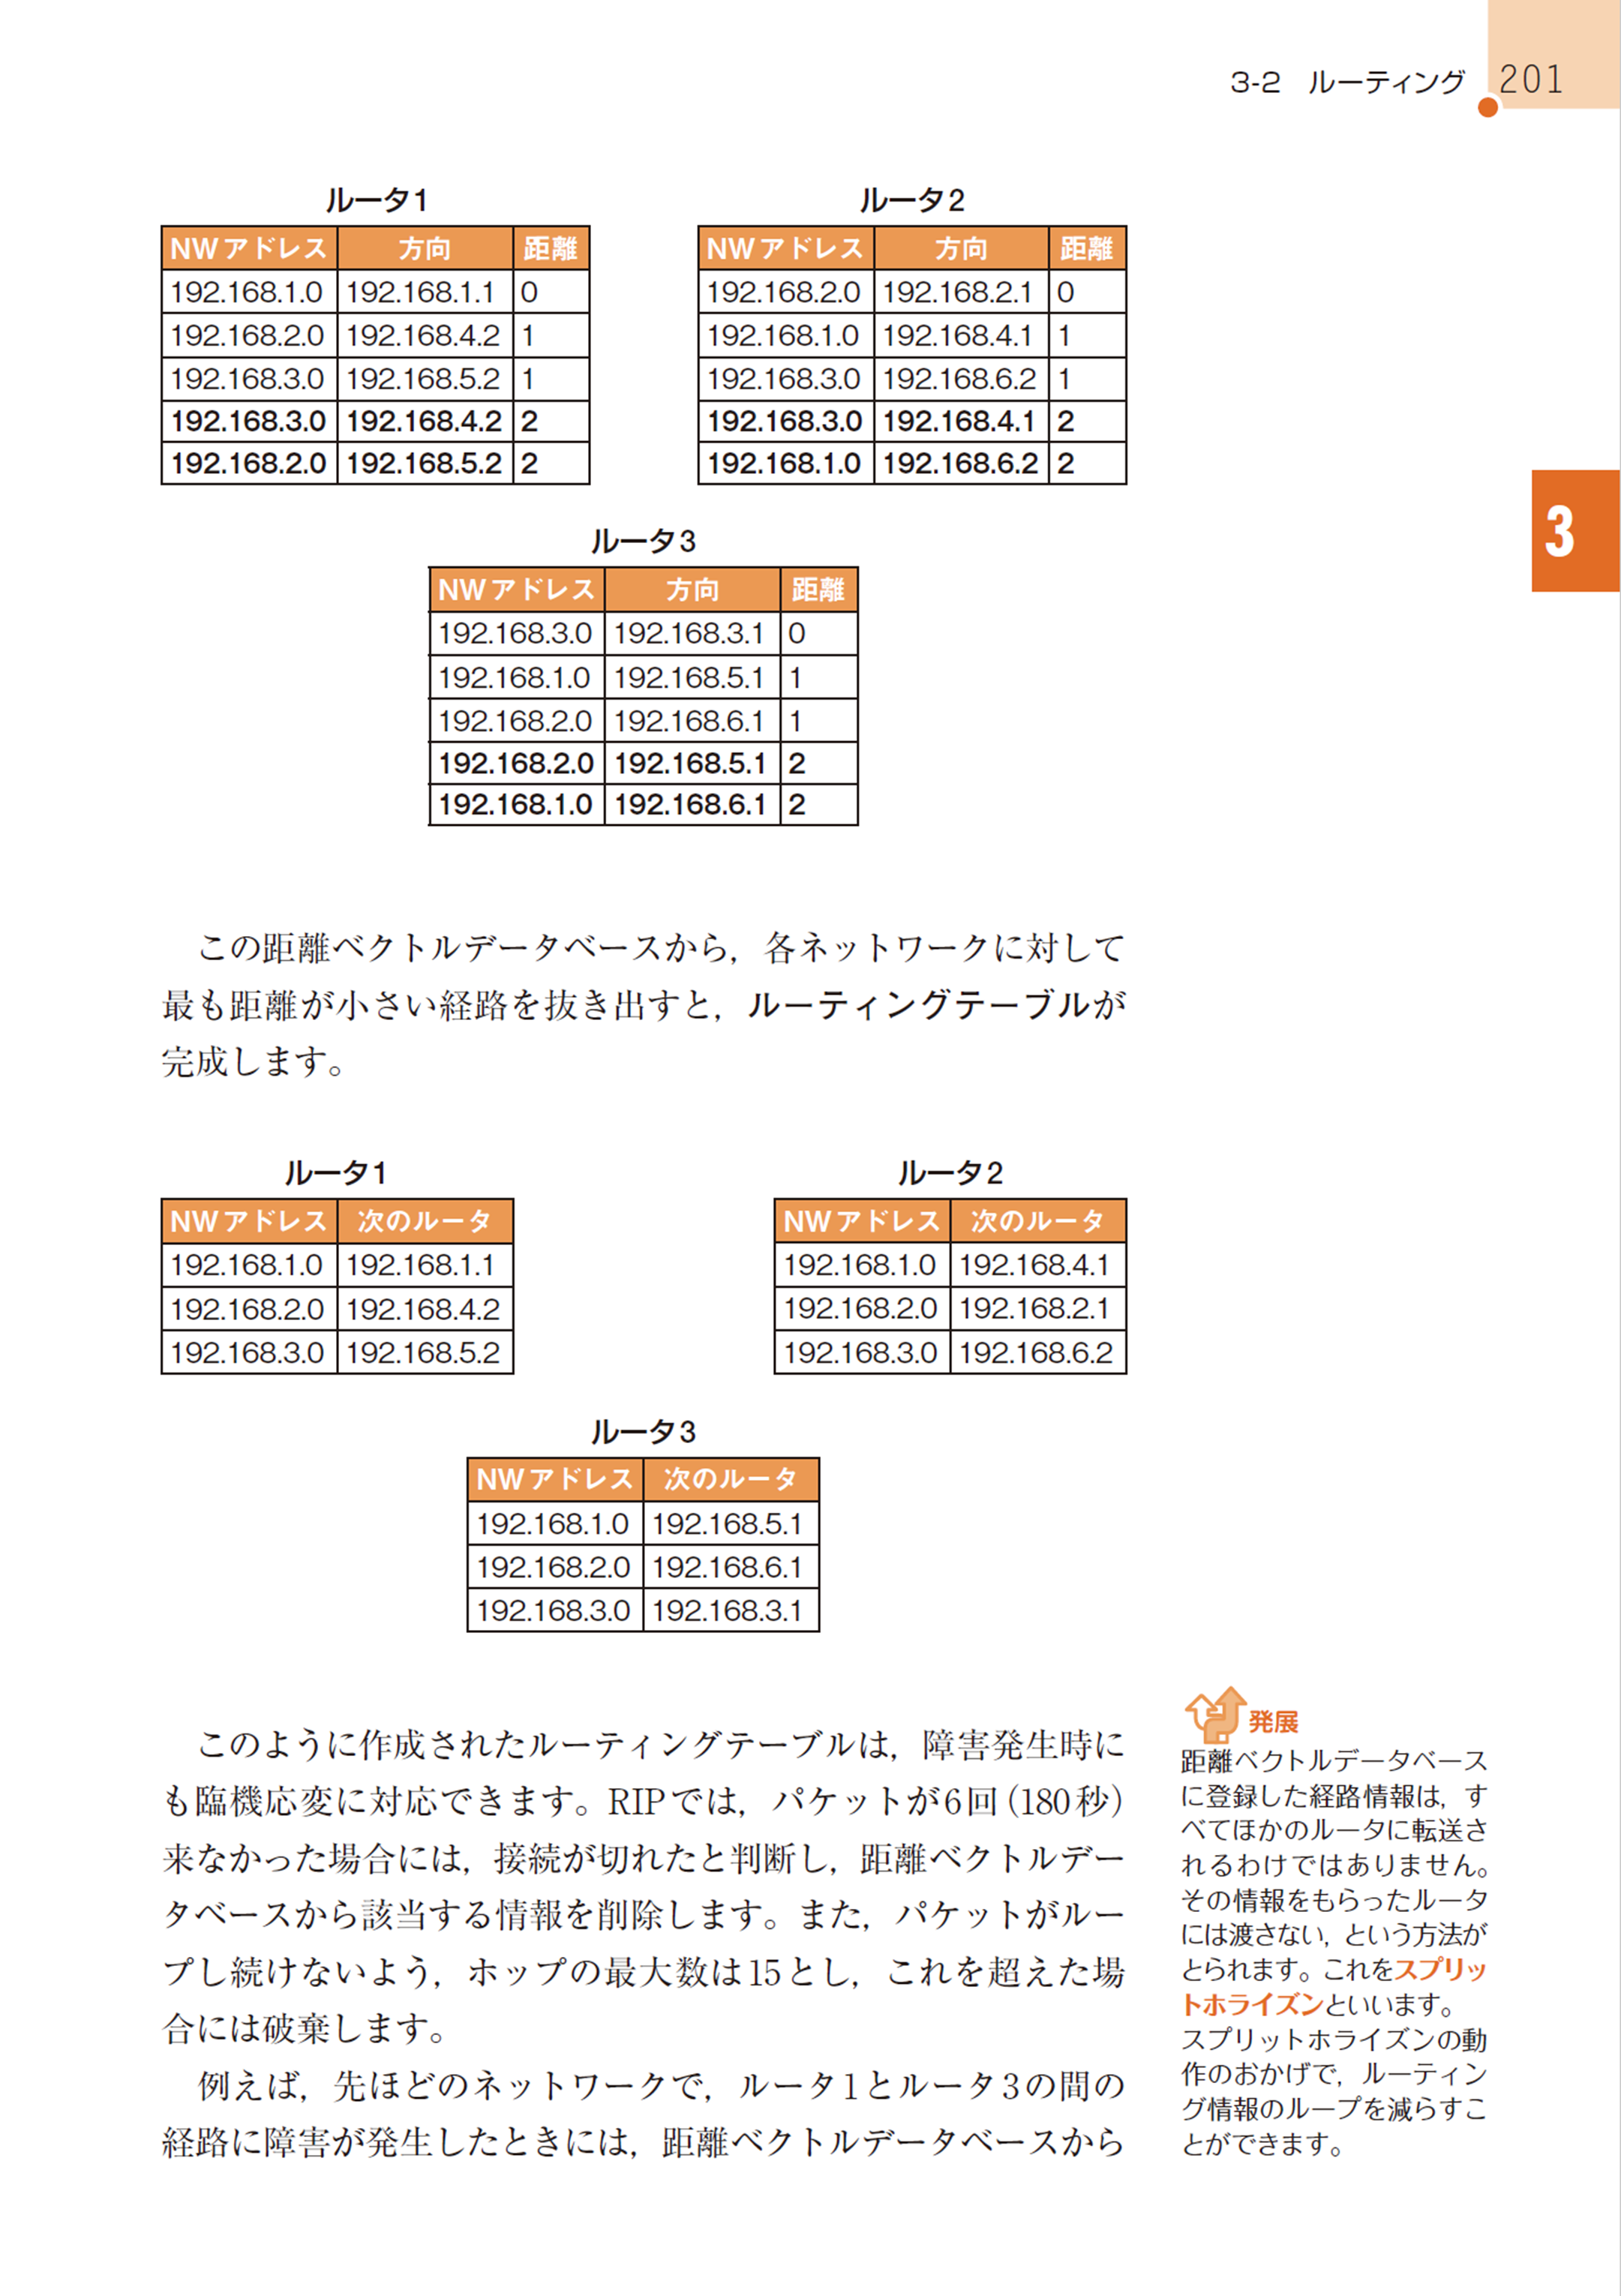 3-2 ルーティング 201
ルータ1
NWアドレス 方向 距離
192.168.1.0 192.168.1.1 0
192.168.2.0 192.168.4.2 1
192.168.3.0 192.168.5.2 1
192.168.3.0 192.168.4.2 2
192.168.2.0 192.168.5.2 2
ルータ2
NWアドレス 方向 距離
192.168.2.0 192.168.2.1 0
192.168.1.0 192.168.4.1 1
192.168.3.0 192.168.6.2 1
192.168.3.0 192.168.4.1 2
192.168.1.0 192.168.6.2 2
3
ルータ3
NWアドレス 方向 距離
192.168.3.0 192.168.3.1 0
192.168.1.0 192.168.5.1 1
192.168.2.0 192.168.6.1 1
192.168.2.0 192.168.5.1 2
192.168.1.0 192.168.6.1 2
この距離ベクトルデータベースから，各ネットワークに対して
最も距離が小さい経路を抜き出すと，ルーティングテーブルが
完成します。
ルータ1
NWアドレス 次のルータ
192.168.1.0 192.168.1.1
192.168.2.0 192.168.4.2
192.168.3.0 192.168.5.2
ルータ2
NWアドレス 次のルータ
192.168.1.0 192.168.4.1
192.168.2.0 192.168.2.1
192.168.3.0 192.168.6.2
ルータ3
NWアドレス 次のルータ
192.168.1.0 192.168.5.1
192.168.2.0 192.168.6.1
192.168.3.0 192.168.3.1
このように作成されたルーティングテーブルは，障害発生時に
も臨機応変に対応できます。RIPでは，パケットが6回（180秒）
来なかった場合には，接続が切れたと判断し，距離ベクトルデー
タベースから該当する情報を削除します。また，パケットがルー
プし続けないよう，ホップの最大数は15とし，これを超えた場
合には破棄します。
例えば，先ほどのネットワークで，ルータ1とルータ3の間の
経路に障害が発生したときには，距離ベクトルデータベースから
発展
距離ベクトルデータベース
に登録した経路情報は，す
べてほかのルータに転送さ
れるわけではありません。
その情報をもらったルータ
には渡さない，という方法が
とられます。これをスプリッ
トホライズンといいます。
スプリットホライズンの動
作のおかげで，ルーティン
グ情報のループを減らすこ
とができます。